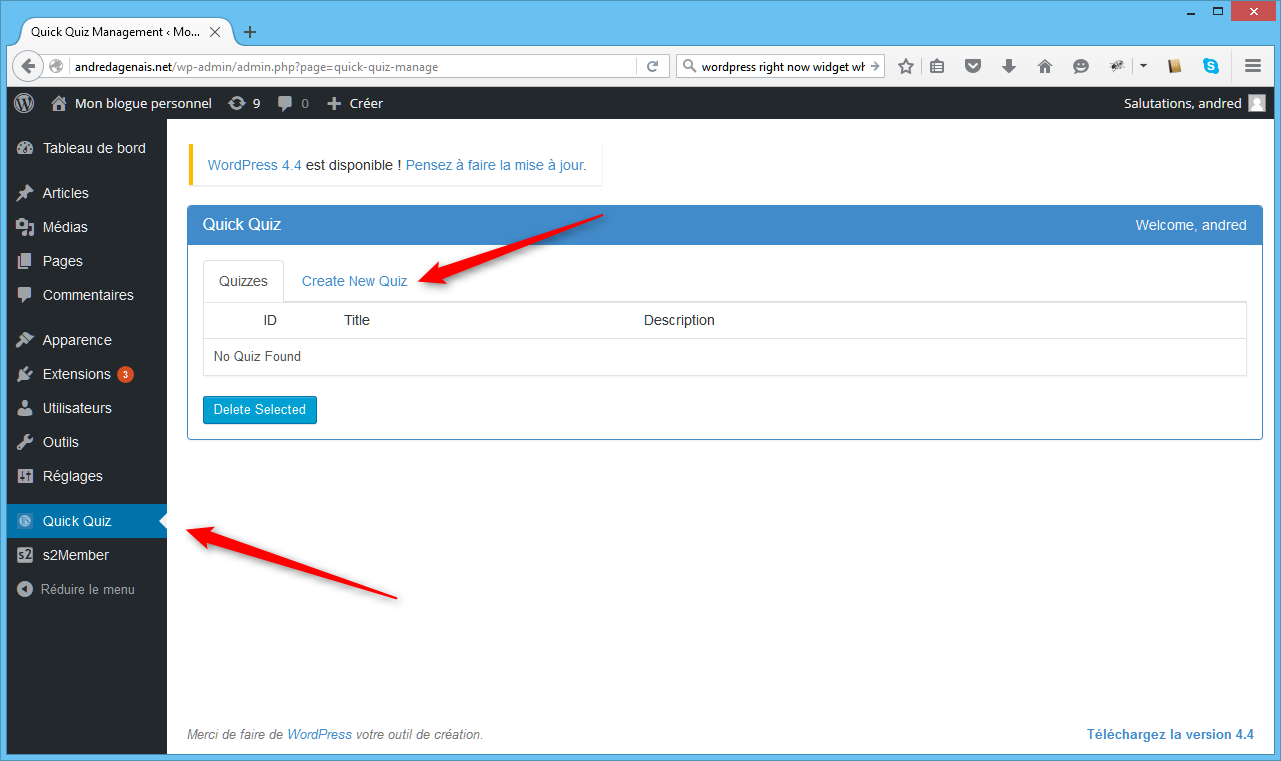 Quick Quiz Management ‹ Mo...
andredagenais.net/wp-admin/admin.php?page=quick-quiz-manage
wordpress right now widget wh
Mon blogue personnel 9 0 Créer
Salutations, andred
Tableau de bord
Articles
Médias
Pages
Commentaires
Apparence
Extensions 3
Utilisateurs
Outils
Réglages
Quick Quiz
s2 s2Member
Réduire le menu
WordPress 4.4 est disponible ! Pensez à faire la mise à jour.
Quick Quiz
Welcome, andred
Quizzes Create New Quiz
ID Title Description
No Quiz Found
Delete Selected
Merci de faire de WordPress votre outil de création.
Téléchargez la version 4.4